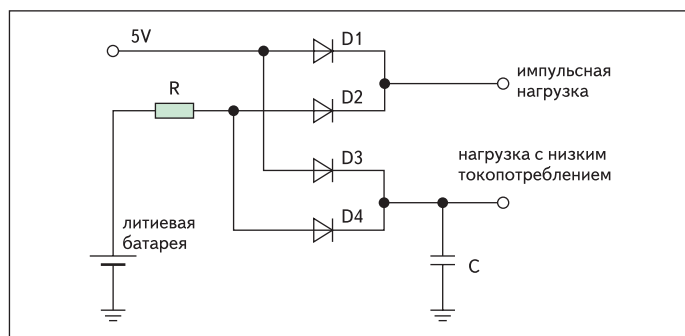 5V
D1
импульсная
нагрузка
R
D2
D3
нагрузка с низким
токопотреблением
D4
литиевая
батарея
C